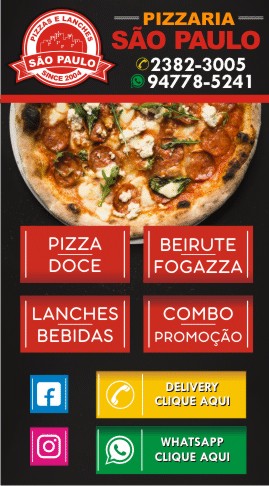 PIZZAS E LANCHES
SÃO PAULO
SINCE 2004
PIZZARIA
SÃO PAULO
2382-3005
94778-5241
PIZZA
DOCE
BEIRUTE
FOGAZZA
LANCHES
BEBIDAS
COMBO
PROMOÇÃO
DELIVERY
CLIQUE AQUI
WHATSAPP
CLIQUE AQUI